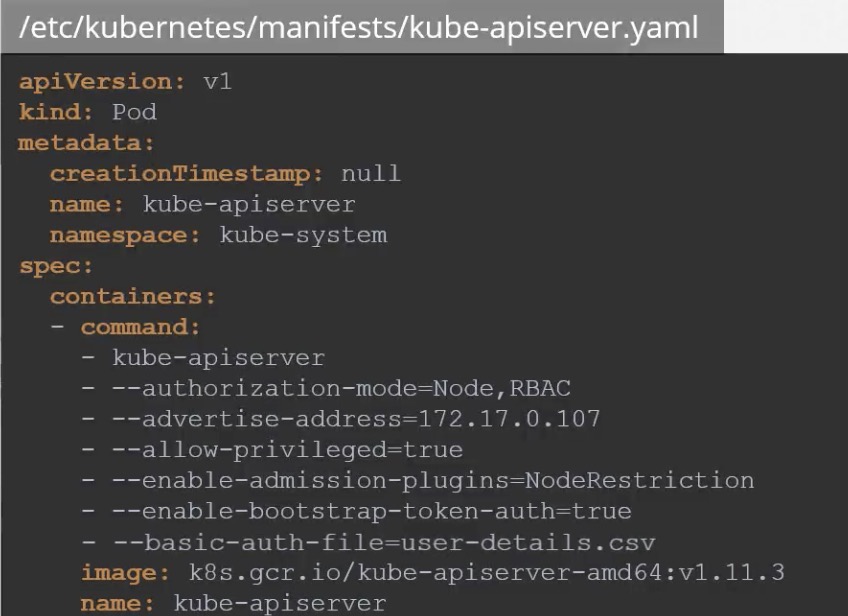 /etc/kubernetes/manifests/kube-apiserver.yaml
apiVersion: v1
kind: Pod
metadata:
  creationTimestamp: null
  name: kube-apiserver
  namespace: kube-system
spec:
  containers:
  - command:
    - kube-apiserver
    - --authorization-mode=Node,RBAC
    - --advertise-address=172.17.0.107
    - --allow-privileged=true
    - --enable-admission-plugins=NodeRestriction
    - --enable-bootstrap-token-auth=true
    - --basic-auth-file=user-details.csv
    image: k8s.gcr.io/kube-apiserver-amd64:v1.11.3
    name: kube-apiserver